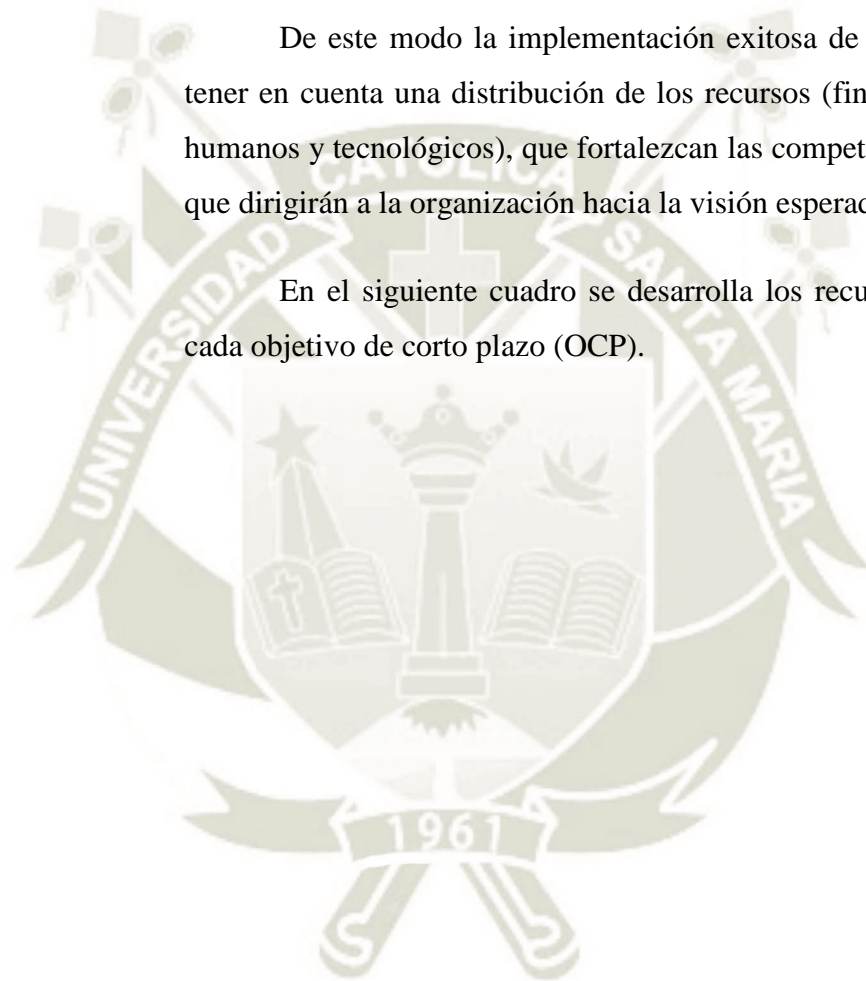 De este modo la implementación exitosa de
tener en cuenta una distribución de los recursos (fin
humanos y tecnológicos), que fortalezcan las compet
que dirigirán a la organización hacia la visión esperad
En el siguiente cuadro se desarrolla los recu
cada objetivo de corto plazo (OCP).
UNIVERSIDAD CATOLICA SANTA MARIA
1961